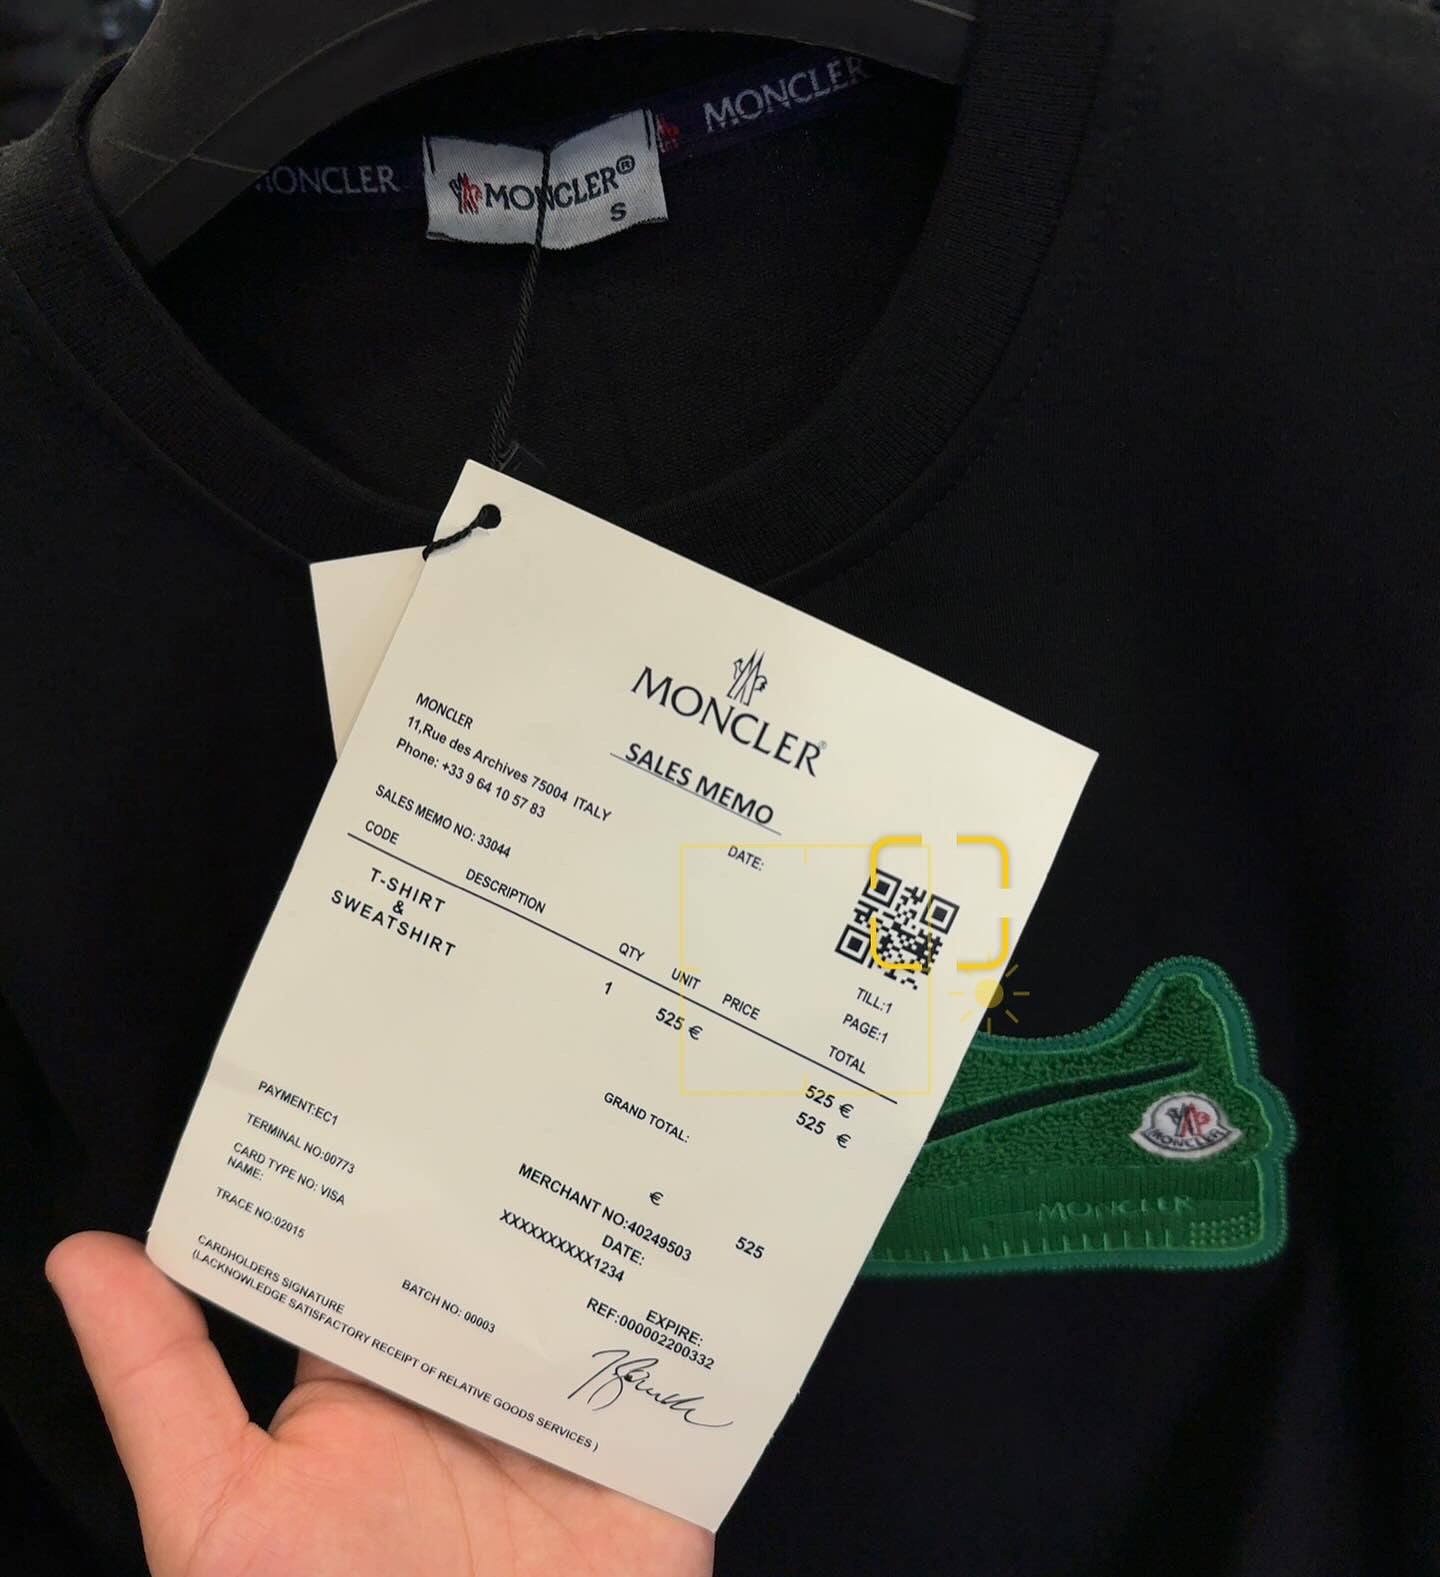 MONCLER
MONCLER
MONCLER®
S
MONCLER®
SALES MEMO
MONCLER
11,Rue des Archives 75004 ITALY
Phone: +33 9 64 10 57 83
SALES MEMO NO: 33044
DATE:
TILL:1
PAGE:1
CODE DESCRIPTION QTY UNIT PRICE TOTAL
T-SHIRT
&
SWEATSHIRT
1 525 € 525 €
GRAND TOTAL: 525 €
€ 525
PAYMENT:EC1
TERMINAL NO:00773
MERCHANT NO:40249503
CARD TYPE NO: VISA
DATE:
NAME:
XXXXXXXXXX1234
TRACE NO:02015
BATCH NO: 00003
EXPIRE:
REF:000002200332
CARDHOLDERS SIGNATURE
(LACKNOWLEDGE SATISFACTORY RECEIPT OF RELATIVE GOODS SERVICES )
MONCLER
MONCLER